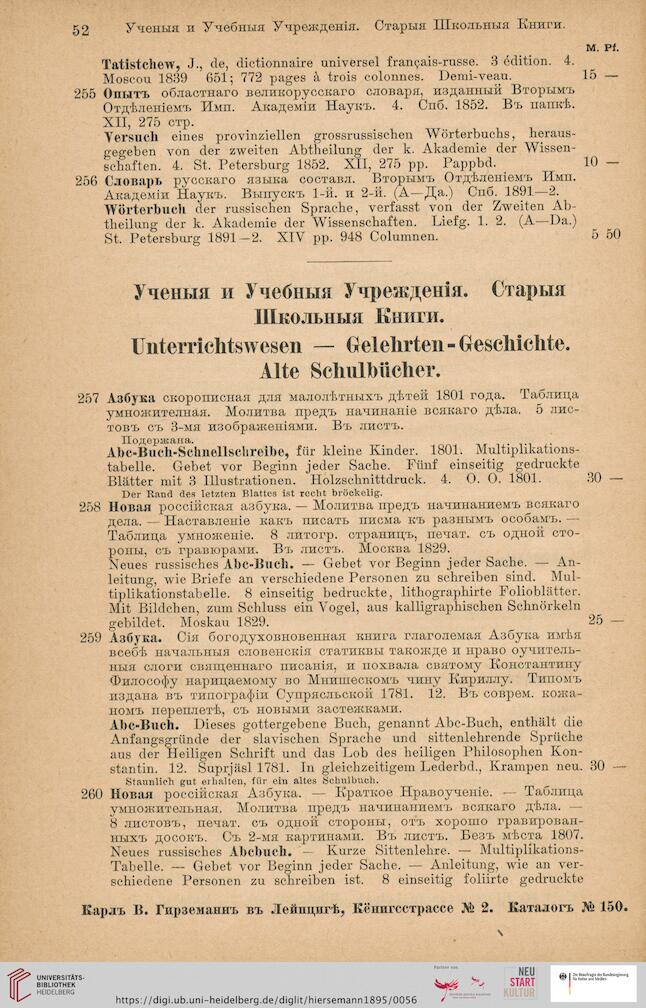 52 Ученыя и Учебныя Учрежденія. Старыя Школьныя Книги.
M. Pf.
Tatistchew, J., de, dictionnaire universel français-russe. 3 édition. 4.
Moscou 1839 651; 772 pages à trois colonnes. Demi-veau. 15 —
255 Опытъ областнаго великорусскаго словаря, изданный Вторымъ
Отдѣленіемъ Имп. Академіи Наукъ. 4. Спб. 1852. Въ папкѣ.
XII, 275 стр.
Versuch eines provinziellen grossrussischen Wörterbuchs, heraus-
gegeben von der zweiten Abtheilung der k. Akademie der Wissen-
schaften. 4. St. Petersburg 1852. XII, 275 pp. Pappbd. 10 —
256 Словарь русскаго языка составл. Вторымъ Отдѣленіемъ Имп.
Академіи Наукъ. Выпускъ 1-й. и 2-й. (А—Да.) Спб. 1891—2.
Wörterbuch der russischen Sprache, verfasst von der Zweiten Ab-
theilung der k. Akademie der Wissenschaften. Liefg. 1. 2. (A—Da.)
St. Petersburg 1891—2. XIV pp. 948 Columnen. 5 50
Ученыя и Учебныя Учрежденія. Старыя
Школьныя Книги.
Unterrichtswesen — Gelehrten-Geschichte.
Alte Schulbücher.
257 Азбука скорописная для малолѣтныхъ дѣтей 1801 года. Таблица
умножителная. Молитва предъ начинаніе всякаго дѣла. 5 лис-
товъ съ 3-мя изображеніями. Въ листъ.
Подержана.
Abc-Buch-Schnellschreibe, für kleine Kinder. 1801. Multiplikations-
tabelle. Gebet vor Beginn jeder Sache. Fünf einseitig gedruckte
Blätter mit 3 Illustrationen. Holzschnittdruck. 4. O. O. 1801. 30 —
Der Rand des letzten Blattes ist recht bröckelig.
258 Новая россійская азбука. — Молитва предъ начинанiемъ всякаго
дела. — Наставленіе какъ писать писма къ разнымъ особамъ. —
Таблица умноженіе. 8 литогр. страницъ, печат. съ одной сто-
роны, съ гравюрами. Въ листъ. Москва 1829.
Neues russisches Abc-Buch. — Gebet vor Beginn jeder Sache. — An-
leitung, wie Briefe an verschiedene Personen zu schreiben sind. Mul-
tiplikationstabelle. 8 einseitig bedruckte, lithographirte Folioblätter.
Mit Bildchen, zum Schluss ein Vogel, aus kalligraphischen Schnörkeln
gebildet. Moskau 1829. 25 —
259 Азбука. Сія богодуховновенная книга глаголемая Азбука имѣя
всебѣ начальныя словенскія статиквы такожде и нраво оучитель-
ныя слоги священнаго писанія, и похвала святому Константину
Философу нарицаемому во Мнишескомъ чину Кириллу. Типомъ
издана въ типографіи Супрясльской 1781. 12. Въ соврем. кожа-
номъ переплетѣ, съ новыми застежками.
Abc-Buch. Dieses gottergebene Buch, genannt Abc-Buch, enthält die
Anfangsgründe der slavischen Sprache und sittenlehrende Sprüche
aus der Heiligen Schrift und das Lob des heiligen Philosophen Kon-
stantin. 12. Suprjäsl 1781. In gleichzeitigem Lederbd., Krampen neu. 30 —
Staunlich gut erhalten, für ein altes Schulbuch.
260 Новая россійская Азбука. — Краткое Нравоученіе. — Таблица
умножительная. Молитва предъ начинаніемъ всякаго дѣла. —
8 листовъ, печат. съ одной стороны, отъ хорошо гравирован-
ныхъ досокъ. Съ 2-мя картинами. Въ листъ. Безъ мѣста 1807.
Neues russisches Abcbuch. — Kurze Sittenlehre. — Multiplikations-
Tabelle. — Gebet vor Beginn jeder Sache. — Anleitung, wie an ver-
schiedene Personen zu schreiben ist. 8 einseitig foliirte gedruckte
Карлъ В. Гирземаннъ въ Лейпцигѣ, Кёнигсстрассе № 2. Каталогъ № 150.
UNIVERSITÄTS-
BIBLIOTHEK
HEIDELBERG
https://digi.ub.uni-heidelberg.de/diglit/hiersemann1895/0056
NEU
START
KULTUR